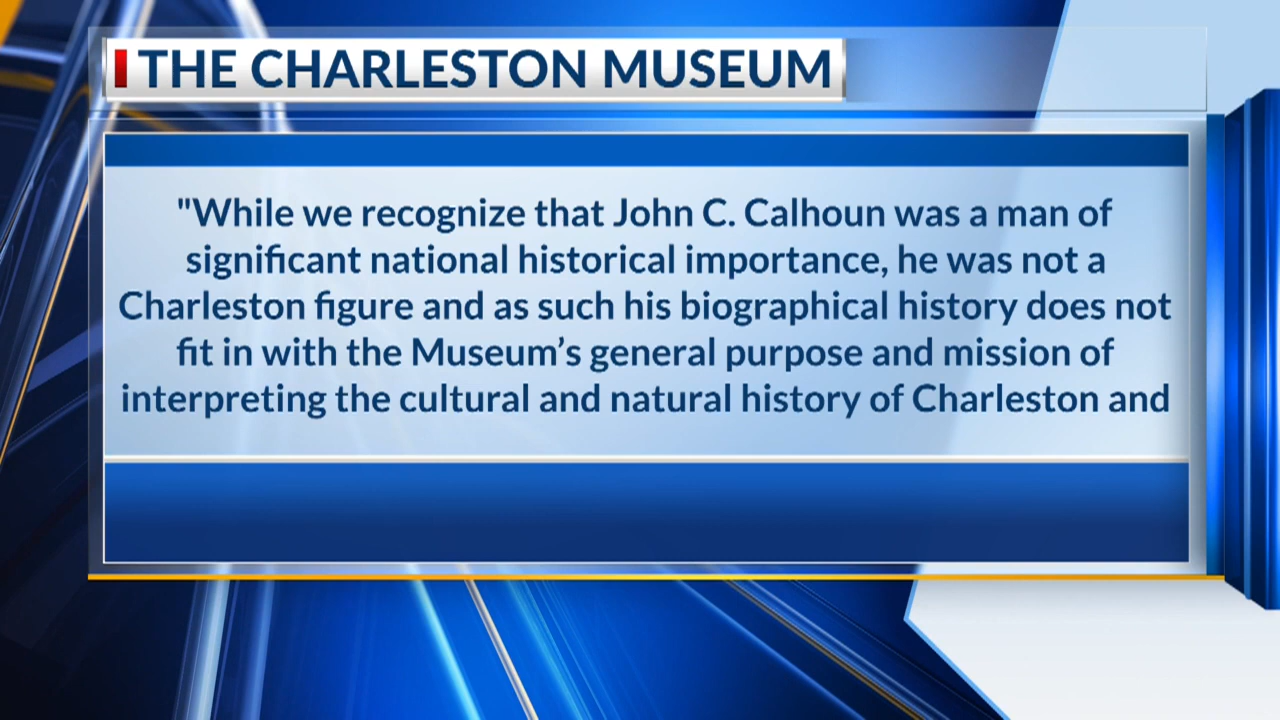 THE CHARLESTON MUSEUM
"While we recognize that John C. Calhoun was a man of
significant national historical importance, he was not a
Charleston figure and as such his biographical history does not
fit in with the Museum’s general purpose and mission of
interpreting the cultural and natural history of Charleston and